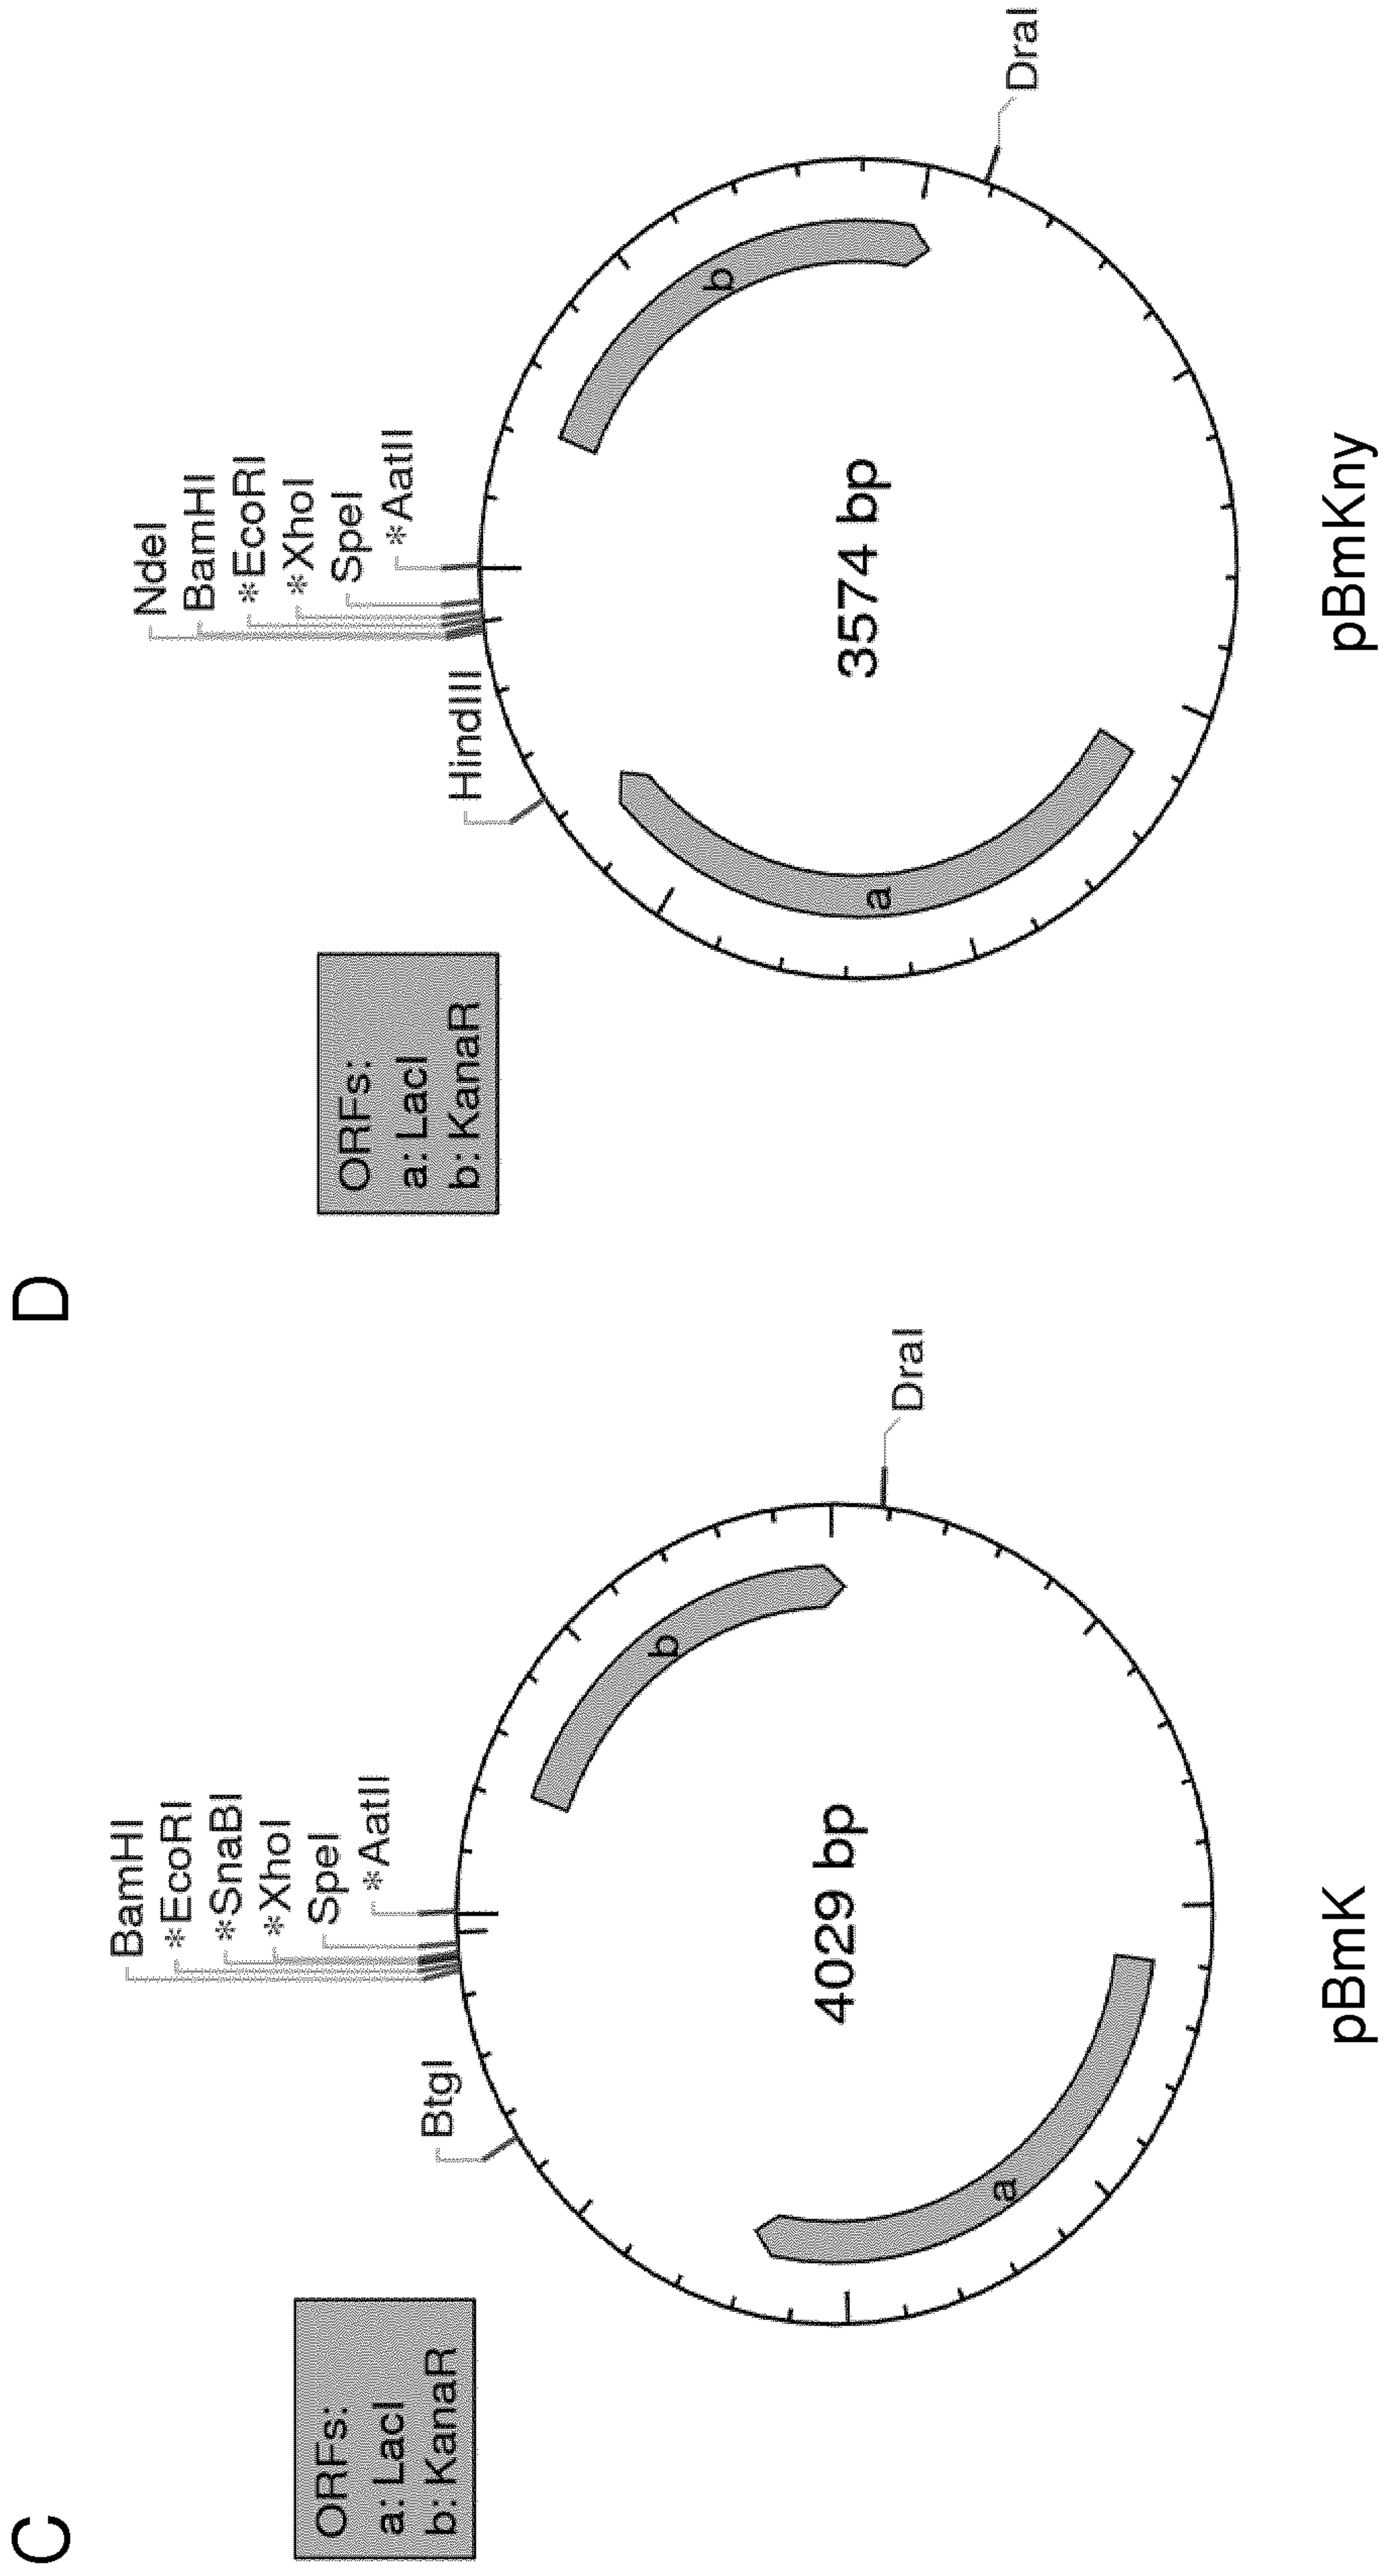 C
ORFs:
a: LacI
b: KanaR
BtgI
BamHI
*EcoRI
*SnaBI
*XhoI
SpeI
*AatII
b
DraI
4029 bp
a
pBmK
D
ORFs:
a: LacI
b: KanaR
HindIII
NdeI
BamHI
*EcoRI
*XhoI
SpeI
*AatII
b
DraI
3574 bp
a
pBmKny